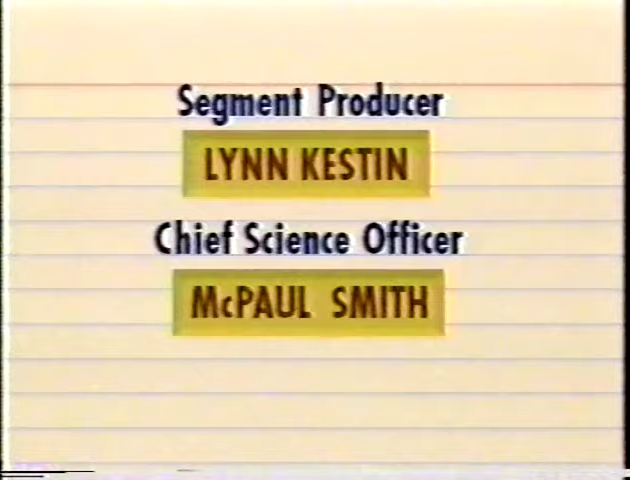 Segment Producer
LYNN KESTIN
Chief Science Officer
McPAUL SMITH